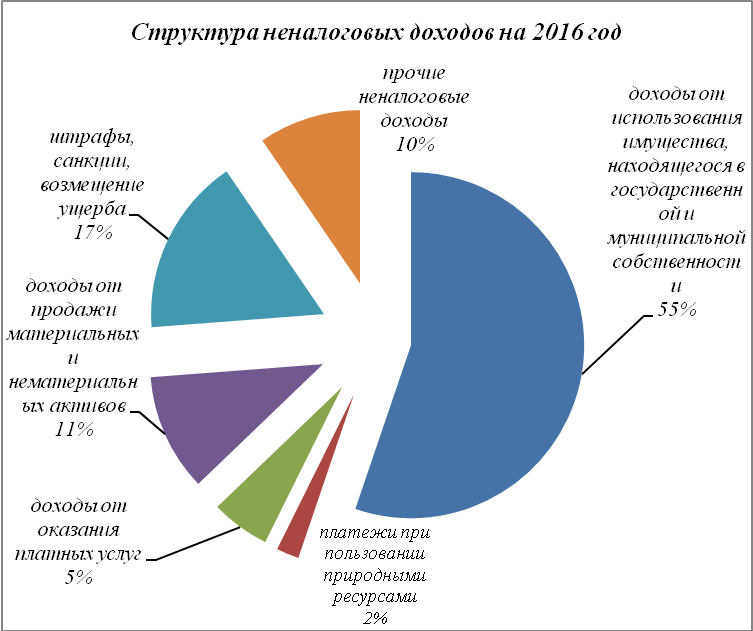 Структура неналоговых доходов на 2016 год
прочие
неналоговые
доходы
10%
доходы от
использования
имущества,
находящегося в
государственн
ой и
муниципальной
собственност
и
55%
штрафы,
санкции,
возмещение
ущерба
17%
доходы от
продажи
материальных
и
нематериальн
ых активов
11%
доходы от
оказания
платных услуг
5%
платежи при
пользовании
природными
ресурсами
2%